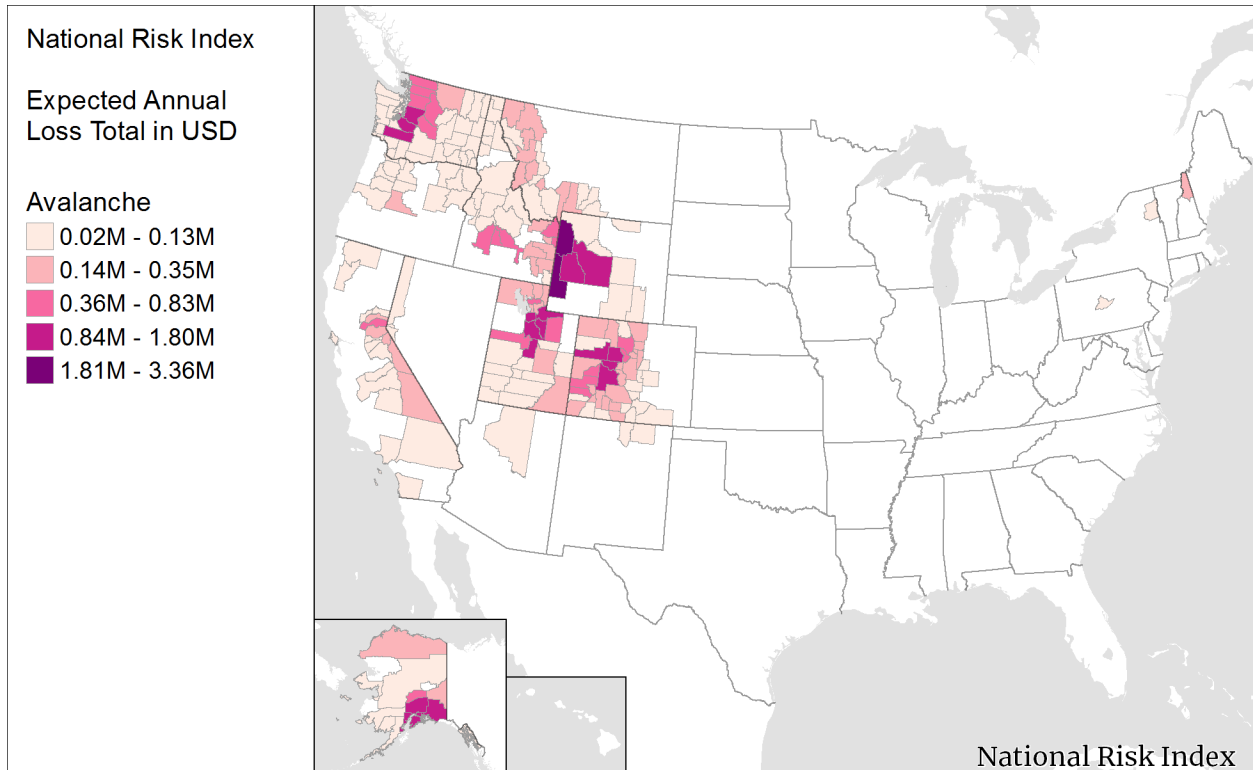 National Risk Index
Expected Annual
Loss Total in USD
Avalanche
0.02M - 0.13M
0.14M - 0.35M
0.36M - 0.83M
0.84M - 1.80M
1.81M - 3.36M
National Risk Index